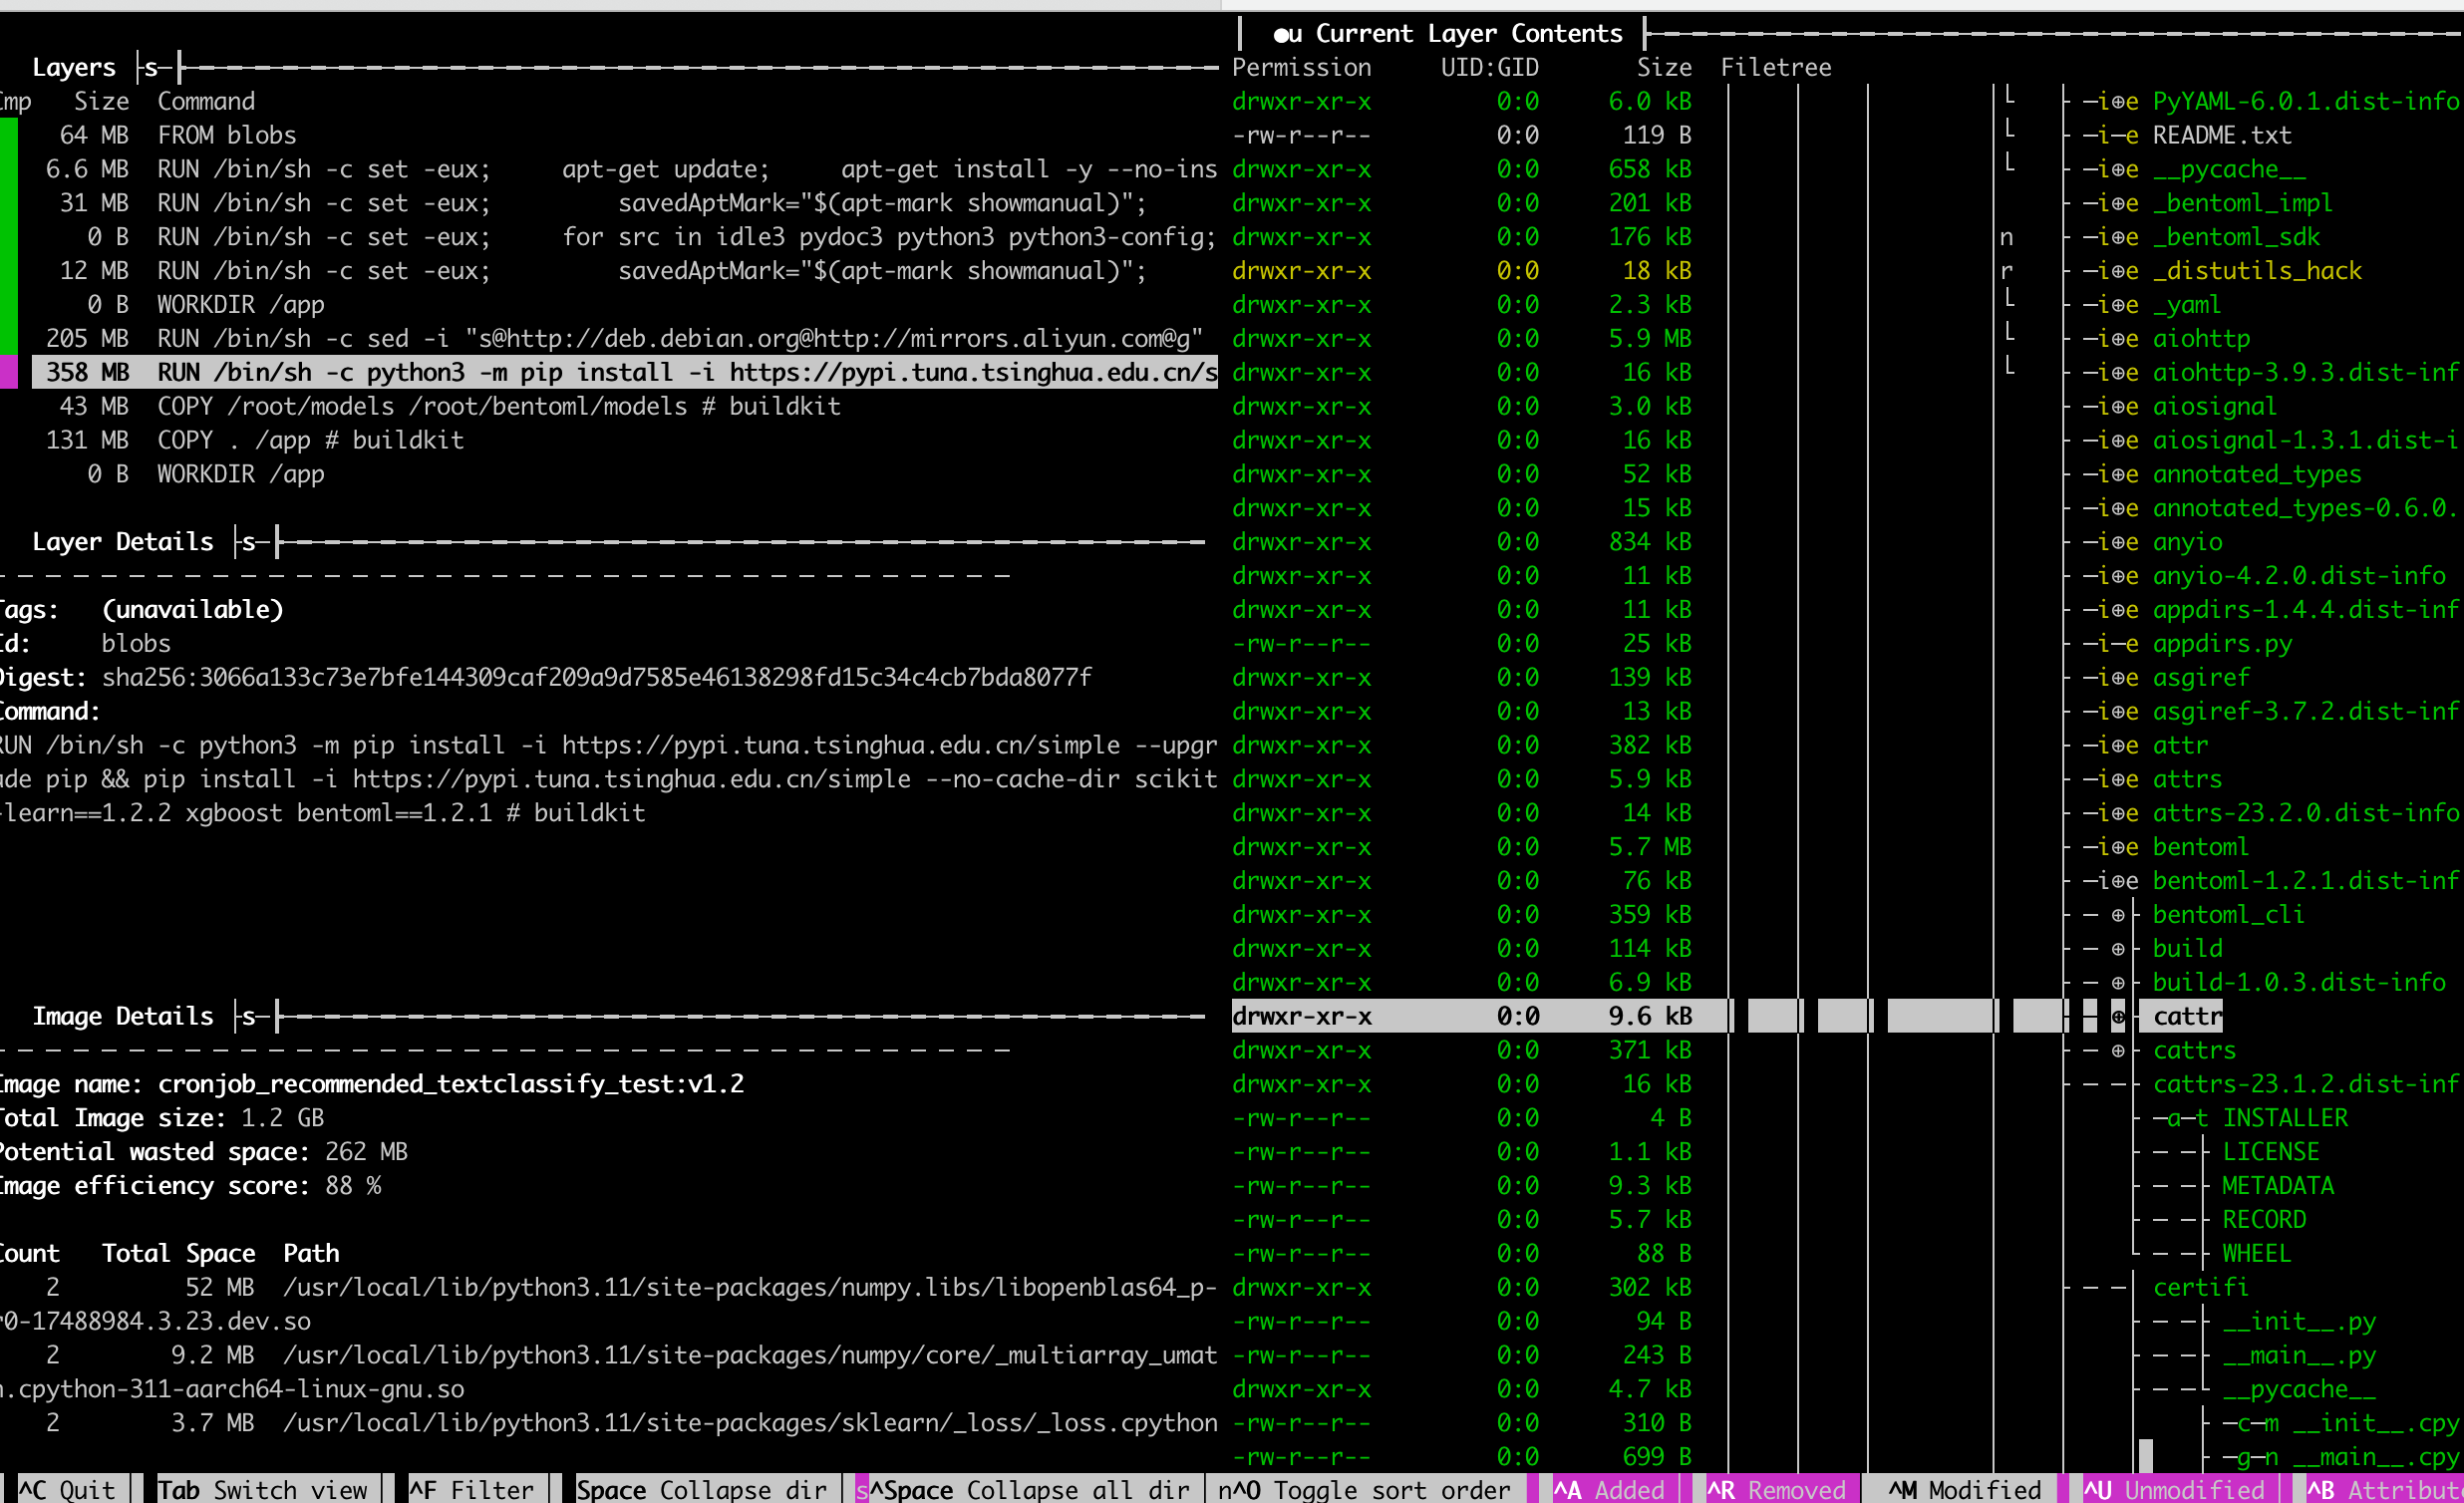 Layers ├s─
Cmp Size Command
64 MB FROM blobs
6.6 MB RUN /bin/sh -c set -eux; apt-get update; apt-get install -y --no-ins
31 MB RUN /bin/sh -c set -eux; savedAptMark="$(apt-mark showmanual)";
0 B RUN /bin/sh -c set -eux; for src in idle3 pydoc3 python3 python3-config;
12 MB RUN /bin/sh -c set -eux; savedAptMark="$(apt-mark showmanual)";
0 B WORKDIR /app
205 MB RUN /bin/sh -c sed -i "s@http://deb.debian.org@http://mirrors.aliyun.com@g"
358 MB RUN /bin/sh -c python3 -m pip install -i https://pypi.tuna.tsinghua.edu.cn/s
43 MB COPY /root/models /root/bentoml/models # buildkit
131 MB COPY . /app # buildkit
0 B WORKDIR /app
Layer Details ├s─
Tags: (unavailable)
Id: blobs
Digest: sha256:3066a133c73e7bfe144309caf209a9d7585e46138298fd15c34c4cb7bda8077f
Command:
RUN /bin/sh -c python3 -m pip install -i https://pypi.tuna.tsinghua.edu.cn/simple --upgr
ade pip && pip install -i https://pypi.tuna.tsinghua.edu.cn/simple --no-cache-dir scikit
-learn==1.2.2 xgboost bentoml==1.2.1 # buildkit
Image Details ├s─
Image name: cronjob_recommended_textclassify_test:v1.2
Total Image size: 1.2 GB
Potential wasted space: 262 MB
Image efficiency score: 88 %
Count Total Space Path
2 52 MB /usr/local/lib/python3.11/site-packages/numpy.libs/libopenblas64_p-
r0-17488984.3.23.dev.so
2 9.2 MB /usr/local/lib/python3.11/site-packages/numpy/core/_multiarray_umat
h.cpython-311-aarch64-linux-gnu.so
2 3.7 MB /usr/local/lib/python3.11/site-packages/sklearn/_loss/_loss.cpython
●u Current Layer Contents
Permission UID:GID Size Filetree
drwxr-xr-x 0:0 6.0 kB └ ├ ─i⊕e PyYAML-6.0.1.dist-info
-rw-r--r-- 0:0 119 B └ ├ ─i─e README.txt
drwxr-xr-x 0:0 658 kB └ ├ ─i⊕e __pycache__
drwxr-xr-x 0:0 201 kB ├ ─i⊕e _bentoml_impl
drwxr-xr-x 0:0 176 kB n ├ ─i⊕e _bentoml_sdk
drwxr-xr-x 0:0 18 kB r ├ ─i⊕e _distutils_hack
drwxr-xr-x 0:0 2.3 kB └ ├ ─i⊕e _yaml
drwxr-xr-x 0:0 5.9 MB └ ├ ─i⊕e aiohttp
drwxr-xr-x 0:0 16 kB └ ├ ─i⊕e aiohttp-3.9.3.dist-inf
drwxr-xr-x 0:0 3.0 kB ├ ─i⊕e aiosignal
drwxr-xr-x 0:0 16 kB ├ ─i⊕e aiosignal-1.3.1.dist-i
drwxr-xr-x 0:0 52 kB ├ ─i⊕e annotated_types
drwxr-xr-x 0:0 15 kB ├ ─i⊕e annotated_types-0.6.0.
drwxr-xr-x 0:0 834 kB ├ ─i⊕e anyio
drwxr-xr-x 0:0 11 kB ├ ─i⊕e anyio-4.2.0.dist-info
drwxr-xr-x 0:0 11 kB ├ ─i⊕e appdirs-1.4.4.dist-inf
-rw-r--r-- 0:0 25 kB ├ ─i─e appdirs.py
drwxr-xr-x 0:0 139 kB ├ ─i⊕e asgiref
drwxr-xr-x 0:0 13 kB ├ ─i⊕e asgiref-3.7.2.dist-inf
drwxr-xr-x 0:0 382 kB ├ ─i⊕e attr
drwxr-xr-x 0:0 5.9 kB ├ ─i⊕e attrs
drwxr-xr-x 0:0 14 kB ├ ─i⊕e attrs-23.2.0.dist-info
drwxr-xr-x 0:0 5.7 MB ├ ─i⊕e bentoml
drwxr-xr-x 0:0 76 kB ├ ─i⊕e bentoml-1.2.1.dist-inf
drwxr-xr-x 0:0 359 kB ├ ─ ⊕├ bentoml_cli
drwxr-xr-x 0:0 114 kB ├ ─ ⊕├ build
drwxr-xr-x 0:0 6.9 kB ├ ─ ⊕├ build-1.0.3.dist-info
drwxr-xr-x 0:0 9.6 kB ├ ─ ⊕├ cattr
drwxr-xr-x 0:0 371 kB ├ ─ ⊕├ cattrs
drwxr-xr-x 0:0 16 kB ├ ─ ─├ cattrs-23.1.2.dist-inf
-rw-r--r-- 0:0 4 B ├ ─a─t INSTALLER
-rw-r--r-- 0:0 1.1 kB ├ ─ ─├ LICENSE
-rw-r--r-- 0:0 9.3 kB ├ ─ ─├ METADATA
-rw-r--r-- 0:0 5.7 kB ├ ─ ─├ RECORD
-rw-r--r-- 0:0 88 B └ ─ ─├ WHEEL
drwxr-xr-x 0:0 302 kB ├ ─ ─ certifi
-rw-r--r-- 0:0 94 B ├ ─ ─├ __init__.py
-rw-r--r-- 0:0 243 B ├ ─ ─├ __main__.py
drwxr-xr-x 0:0 4.7 kB ├ ─ ─└ __pycache__
-rw-r--r-- 0:0 310 B ├ ─c─m __init__.cpy
-rw-r--r-- 0:0 699 B ├ ─g─n __main__.cpy
^C Quit Tab Switch view ^F Filter Space Collapse dir s^Space Collapse all dir n^O Toggle sort order ^A Added ^R Removed ^M Modified ^U Unmodified ^B Attribut